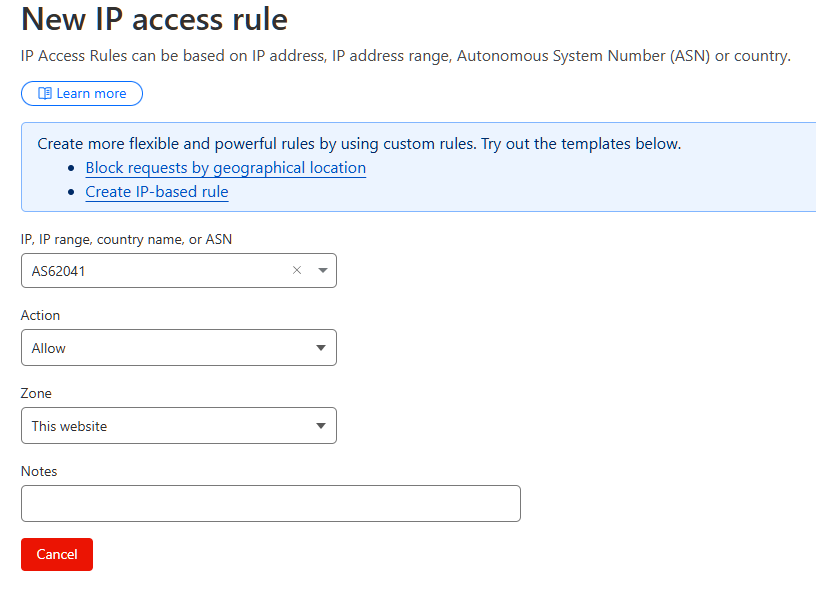 New IP access rule
IP Access Rules can be based on IP address, IP address range, Autonomous System Number (ASN) or country.
Learn more
Create more flexible and powerful rules by using custom rules. Try out the templates below.
• Block requests by geographical location
• Create IP-based rule
IP, IP range, country name, or ASN
AS62041
Action
Allow
Zone
This website
Notes
Cancel